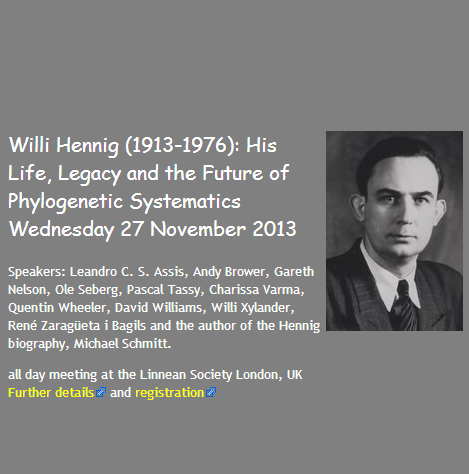 Willi Hennig (1913-1976): His
Life, Legacy and the Future of
Phylogenetic Systematics
Wednesday 27 November 2013
Speakers: Leandro C. S. Assis, Andy Brower, Gareth
Nelson, Ole Seberg, Pascal Tassy, Charissa Varma,
Quentin Wheeler, David Williams, Willi Xylander,
René Zaragüeta i Bagils and the author of the Hennig
biography, Michael Schmitt.
all day meeting at the Linnean Society London, UK
Further details and registration